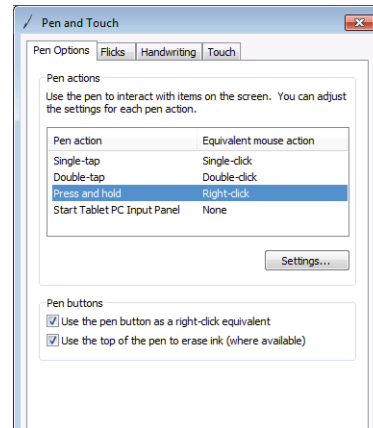 Pen and Touch
Pen Options Flicks Handwriting Touch
Pen actions
Use the pen to interact with items on the screen. You can adjust
the settings for each pen action.
Pen action Equivalent mouse action
Single-tap Single-click
Double-tap Double-click
Press and hold Right-click
Start Tablet PC Input Panel None
Settings...
Pen buttons
Use the pen button as a right-click equivalent
Use the top of the pen to erase ink (where available)